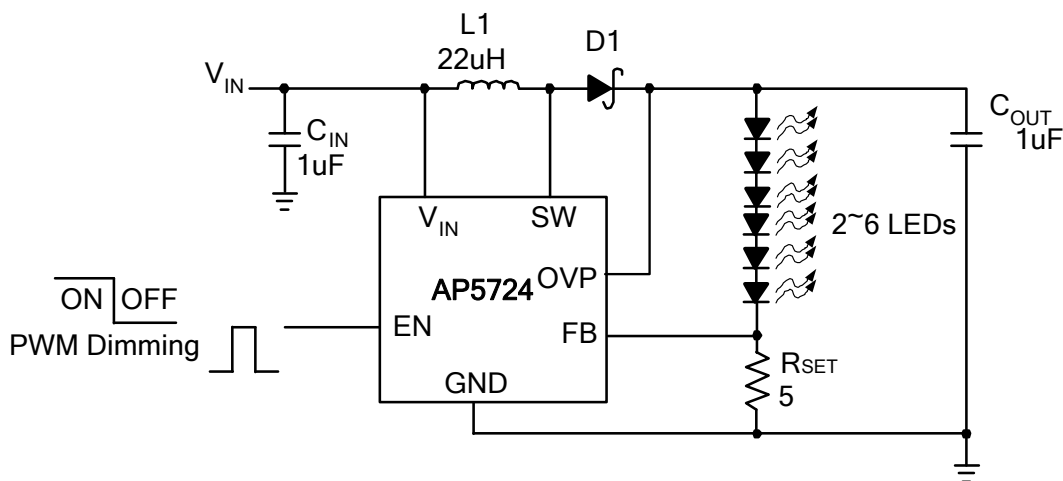 L1
22uH
D1
VIN
CIN
1uF
COUT
1uF
VIN
SW
2~6 LEDs
OVP
AP5724
ON OFF
EN
FB
PWM Dimming
RSET
5
GND